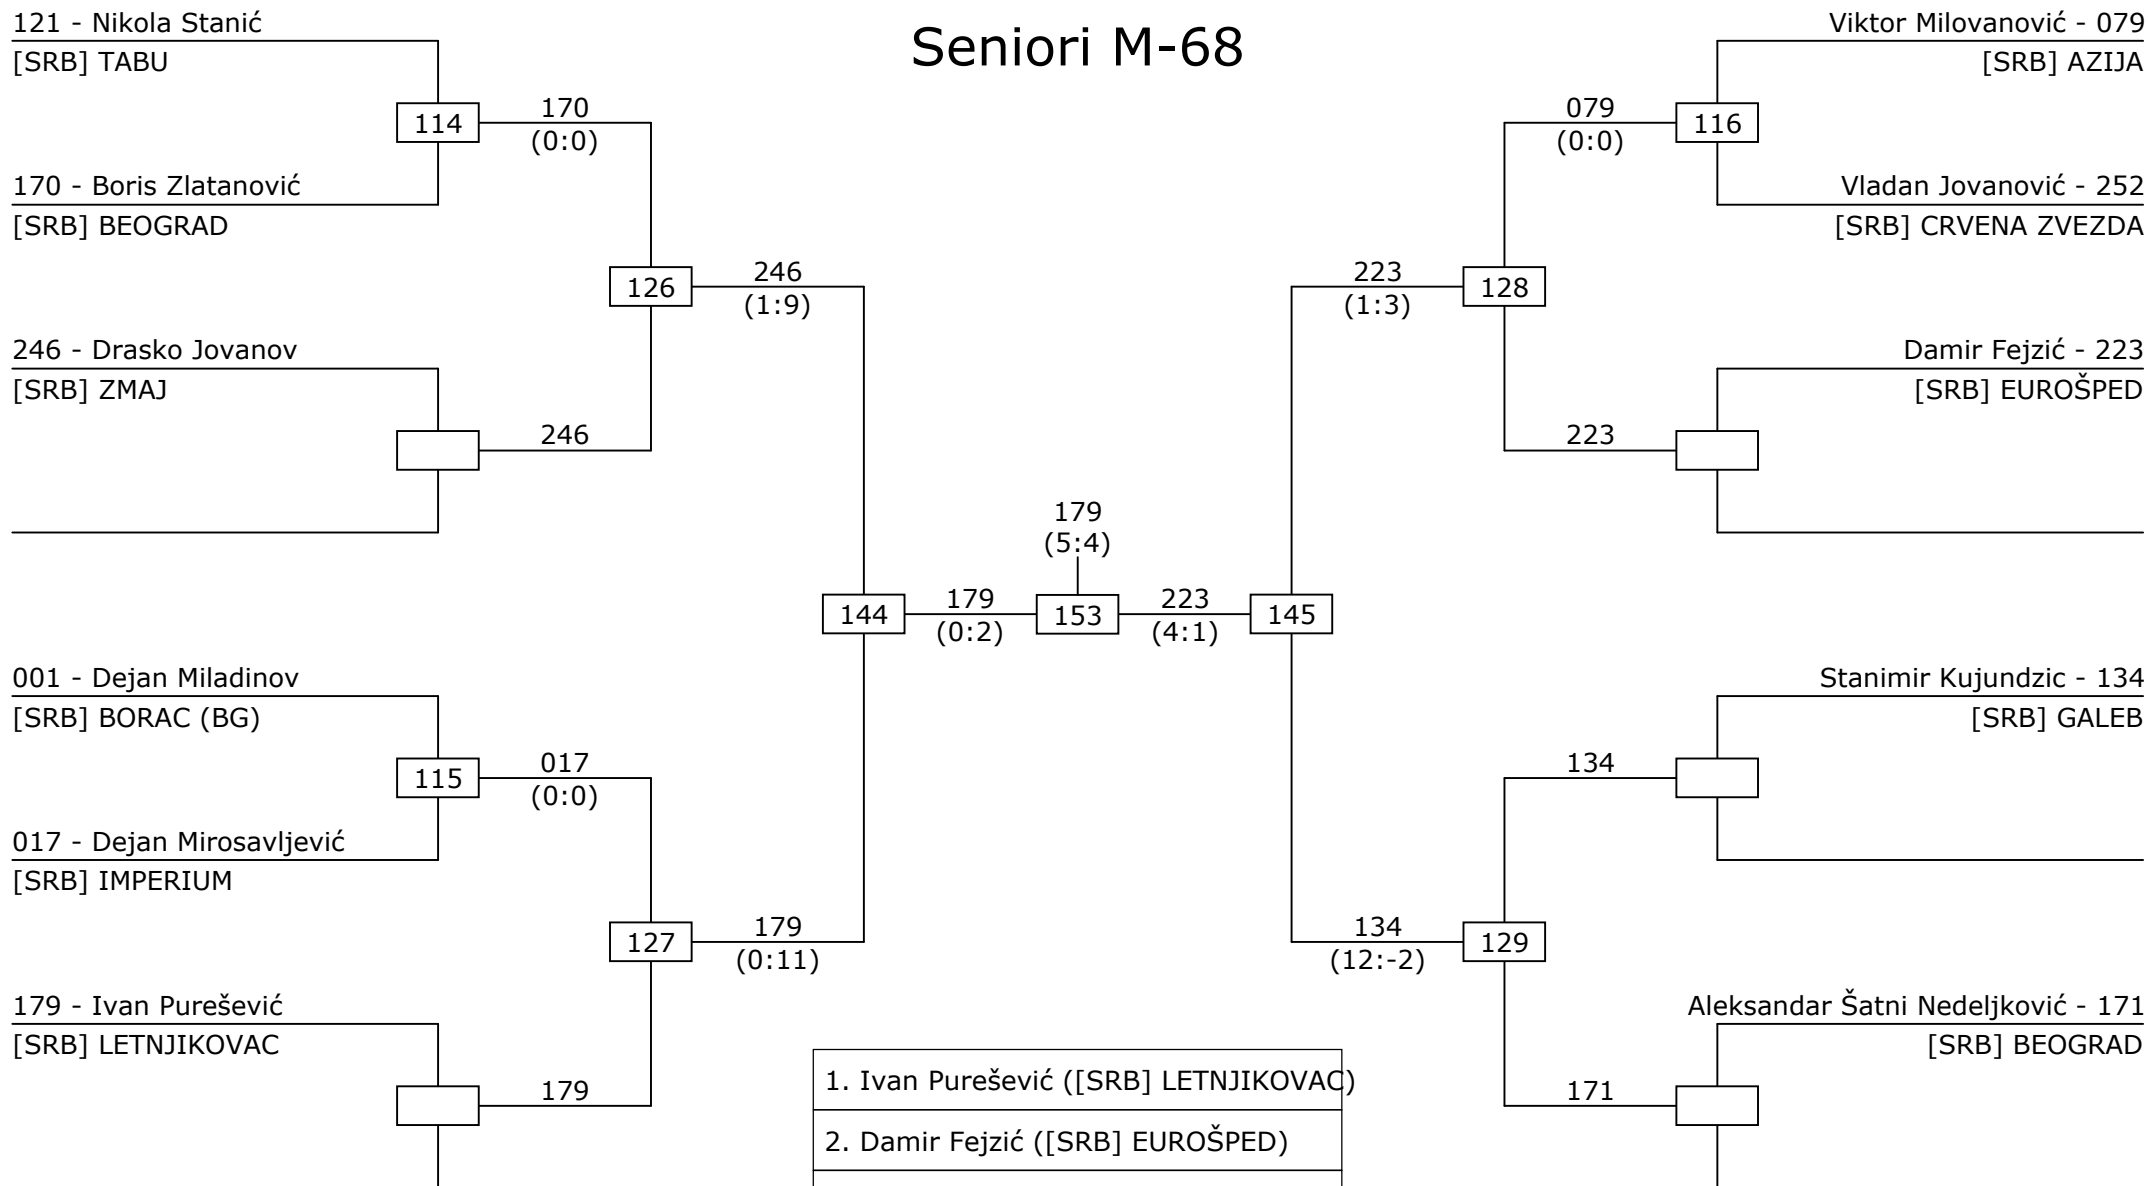 Seniori M-68
121 - Nikola Stanić
[SRB] TABU
114
170
(0:0)
170 - Boris Zlatanović
[SRB] BEOGRAD
126
246
(1:9)
246 - Drasko Jovanov
[SRB] ZMAJ
246
001 - Dejan Miladinov
[SRB] BORAC (BG)
115
017
(0:0)
017 - Dejan Mirosavljević
[SRB] IMPERIUM
127
179
(0:11)
179 - Ivan Purešević
[SRB] LETNJIKOVAC
179
144
179
(0:2)
179
(5:4)
153
223
(4:1)
145
Viktor Milovanović - 079
[SRB] AZIJA
079
(0:0)
116
Vladan Jovanović - 252
[SRB] CRVENA ZVEZDA
223
(1:3)
128
Damir Fejzić - 223
[SRB] EUROŠPED
223
Stanimir Kujundzic - 134
[SRB] GALEB
134
134
(12:-2)
129
Aleksandar Šatni Nedeljković - 171
[SRB] BEOGRAD
171
1. Ivan Purešević ([SRB] LETNJIKOVAC)
2. Damir Fejzić ([SRB] EUROŠPED)